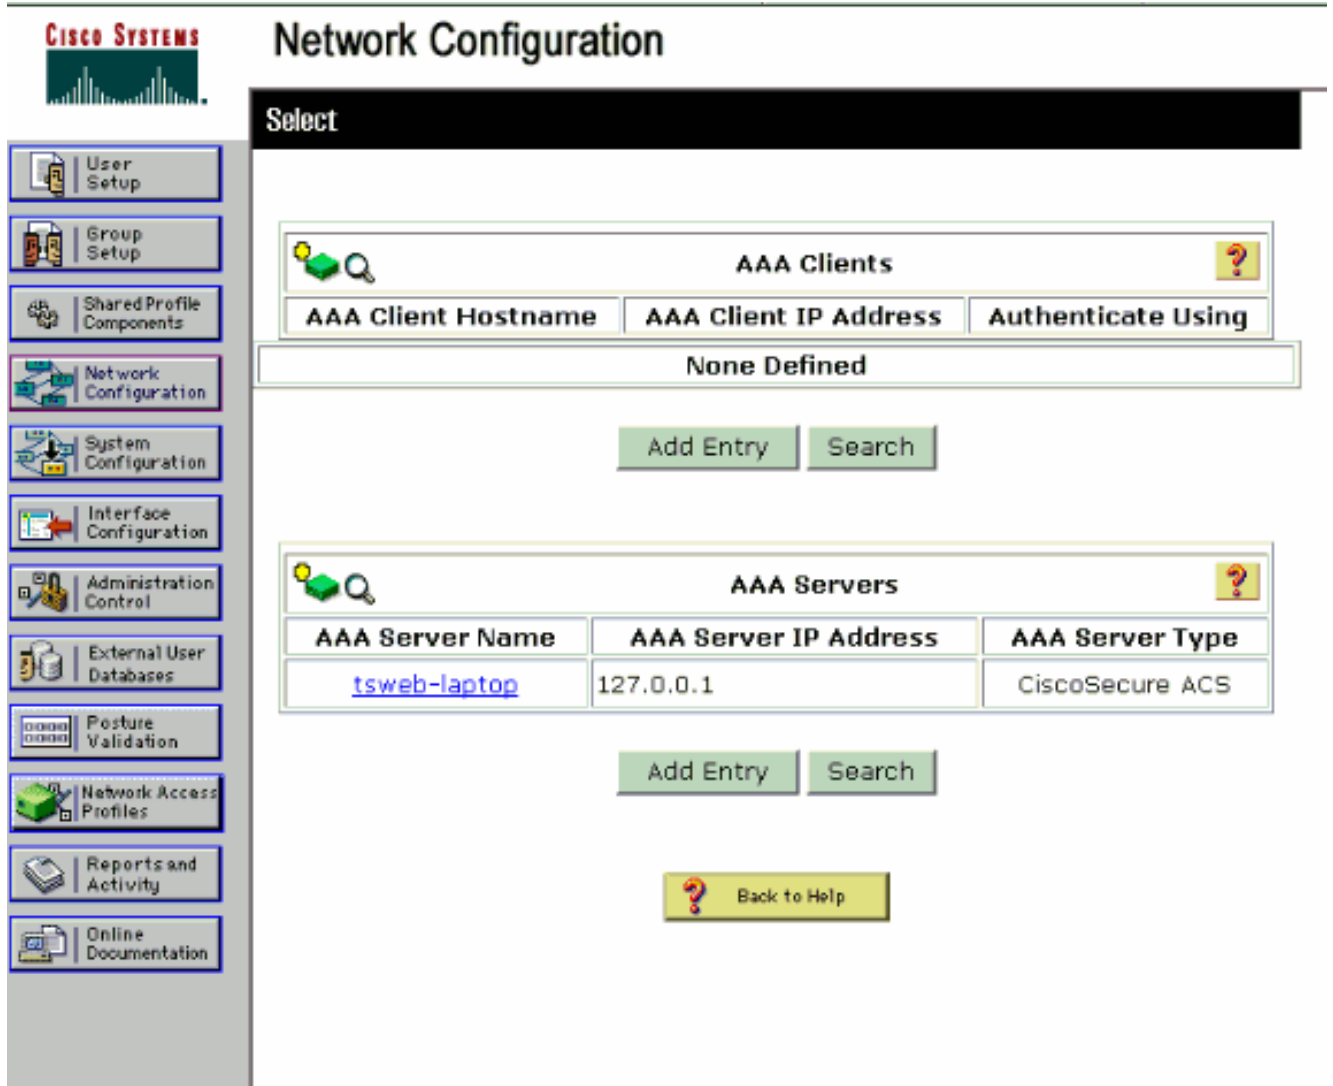 CISCO SYSTEMS
Network Configuration
Select
User
Setup
Group
Setup
Shared Profile
Components
Network
Configuration
System
Configuration
Interface
Configuration
Administration
Control
External User
Databases
Posture
Validation
Network Access
Profiles
Reports and
Activity
Online
Documentation
AAA Clients
AAA Client Hostname AAA Client IP Address Authenticate Using
None Defined
Add Entry Search
AAA Servers
AAA Server Name AAA Server IP Address AAA Server Type
tsweb-laptop 127.0.0.1 CiscoSecure ACS
Add Entry Search
Back to Help